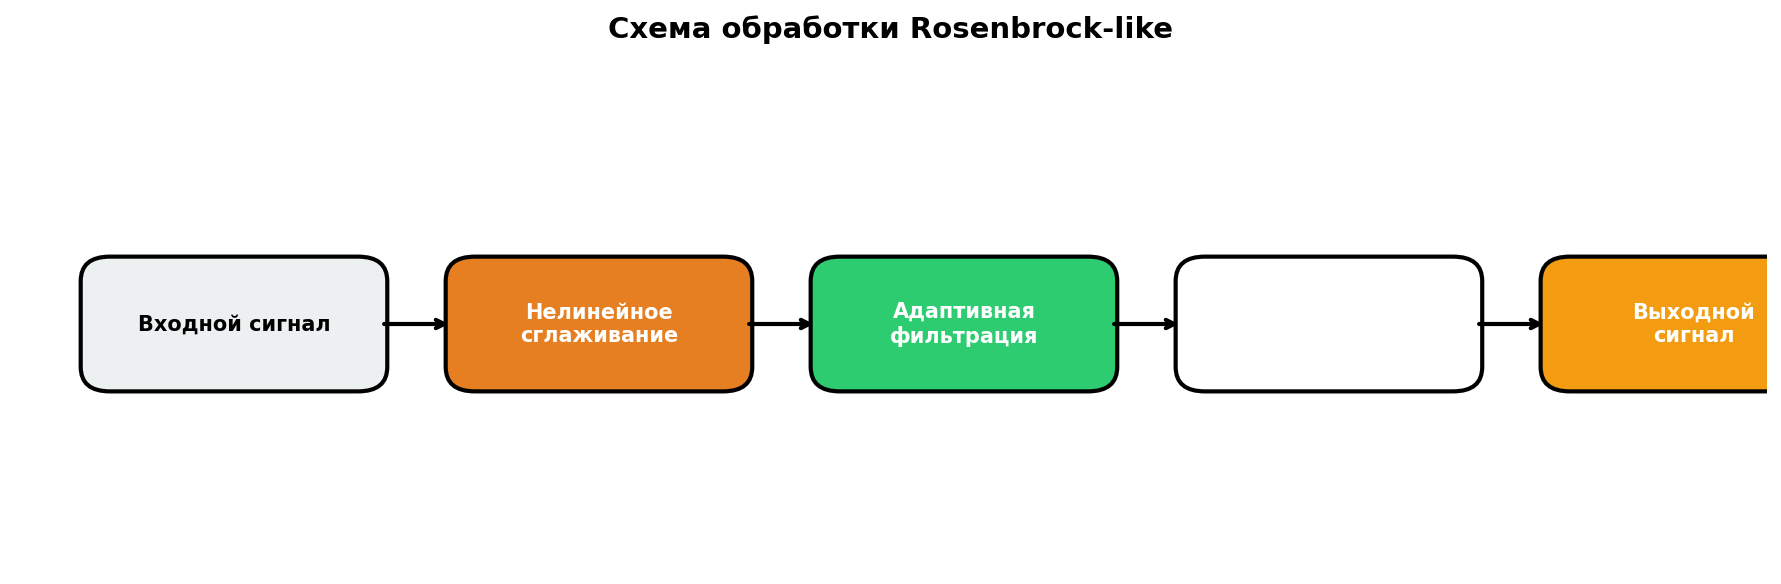 Схема обработки Rosenbrock-like
Входной сигнал
Нелинейное
сглаживание
Адаптивная
фильтрация
Выходной
сигнал